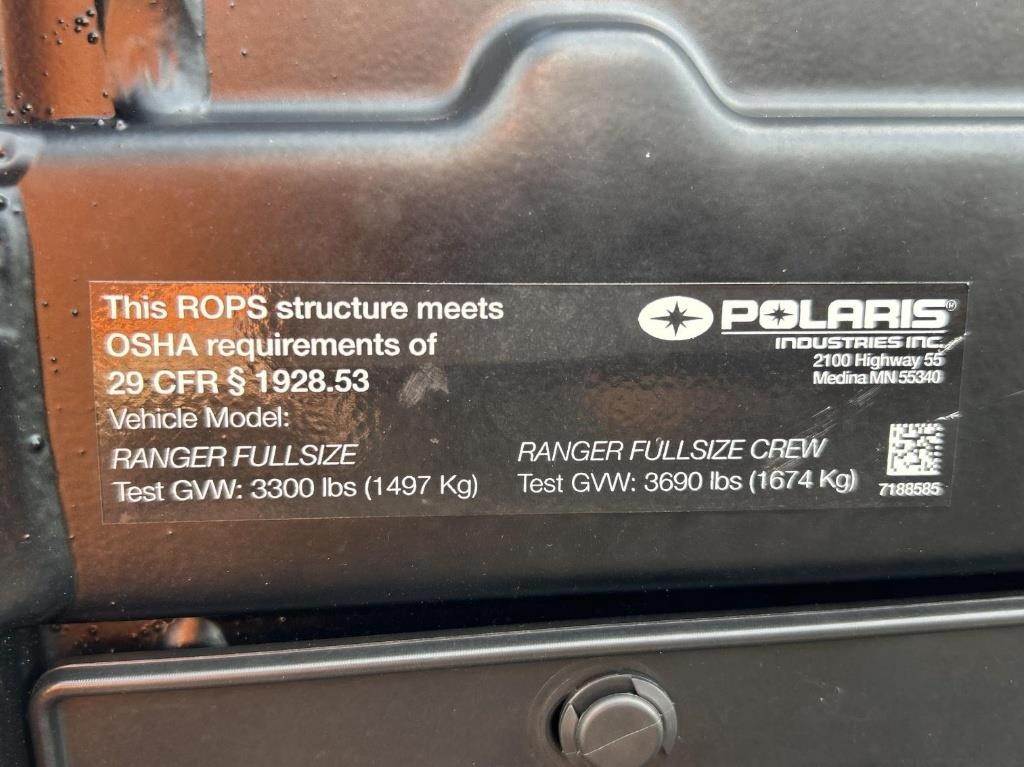 This ROPS structure meets
OSHA requirements of
29 CFR § 1928.53
Vehicle Model:
RANGER FULLSIZE
Test GVW: 3300 lbs (1497 Kg)
POLARIS®
INDUSTRIES INC.
2100 Highway 55
Medina MN 55340
RANGER FULLSIZE CREW
Test GVW: 3690 lbs (1674 Kg)
7188585